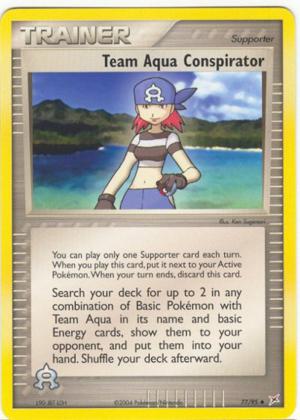 TRAINER
Supporter
Team Aqua Conspirator
Illus. Ken Sugimori
You can play only one Supporter card each turn.
When you play this card, put it next to your Active
Pokémon. When your turn ends, discard this card.
Search your deck for up to 2 in any
combination of Basic Pokémon with
Team Aqua in its name and basic
Energy cards, show them to your
opponent, and put them into your
hand. Shuffle your deck afterward.
©2004 Pokémon/Nintendo
77/95